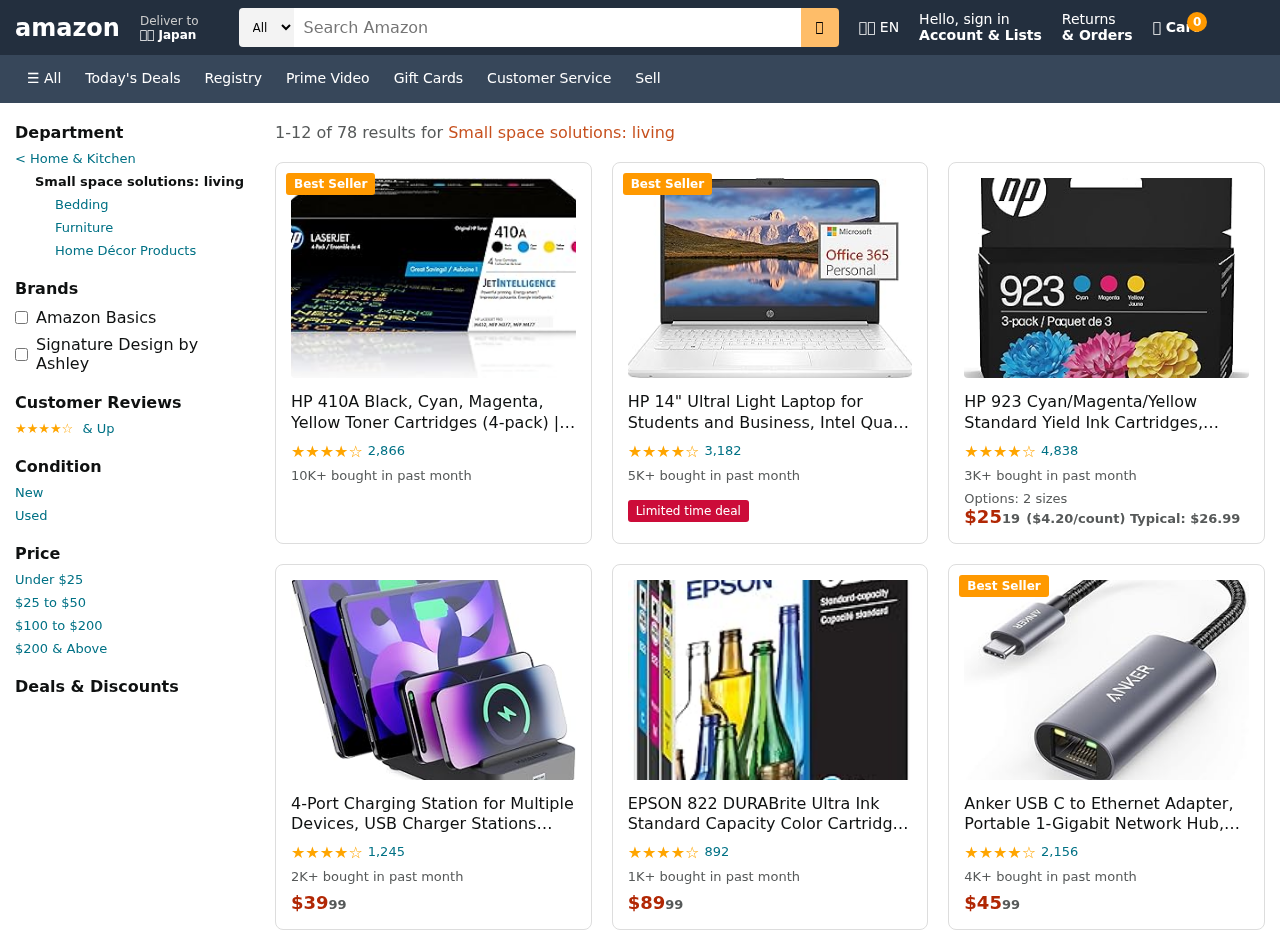 amazon
Deliver to
Japan
All
Search Amazon
EN
Hello, sign in
Account & Lists
Returns
& Orders
Car
0
☰ All
Today's Deals
Registry
Prime Video
Gift Cards
Customer Service
Sell
Department
< Home & Kitchen
Small space solutions: living
Bedding
Furniture
Home Décor Products
Brands
Amazon Basics
Signature Design by
Ashley
Customer Reviews
★★★★☆ & Up
Condition
New
Used
Price
Under $25
$25 to $50
$100 to $200
$200 & Above
Deals & Discounts
1-12 of 78 results for Small space solutions: living
Best Seller
hp LASERJET
410A
Great Savings!
JETINTELLIGENCE
HP 410A Black, Cyan, Magenta,
Yellow Toner Cartridges (4-pack) |…
★★★★☆ 2,866
10K+ bought in past month
Best Seller
Microsoft
Office 365
Personal
HP 14" Ultral Light Laptop for
Students and Business, Intel Qua…
★★★★☆ 3,182
5K+ bought in past month
Limited time deal
hp
923
Cyan
Magenta
Yellow
3-pack / Paquet de 3
HP 923 Cyan/Magenta/Yellow
Standard Yield Ink Cartridges,…
★★★★☆ 4,838
3K+ bought in past month
Options: 2 sizes
$2519 ($4.20/count) Typical: $26.99
4-Port Charging Station for Multiple
Devices, USB Charger Stations…
★★★★☆ 1,245
2K+ bought in past month
$3999
EPSON
Standard-capacity
Capacité standard
EPSON 822 DURABrite Ultra Ink
Standard Capacity Color Cartridg…
★★★★☆ 892
1K+ bought in past month
$8999
Best Seller
ANKER
ANKER
Anker USB C to Ethernet Adapter,
Portable 1-Gigabit Network Hub,…
★★★★☆ 2,156
4K+ bought in past month
$4599